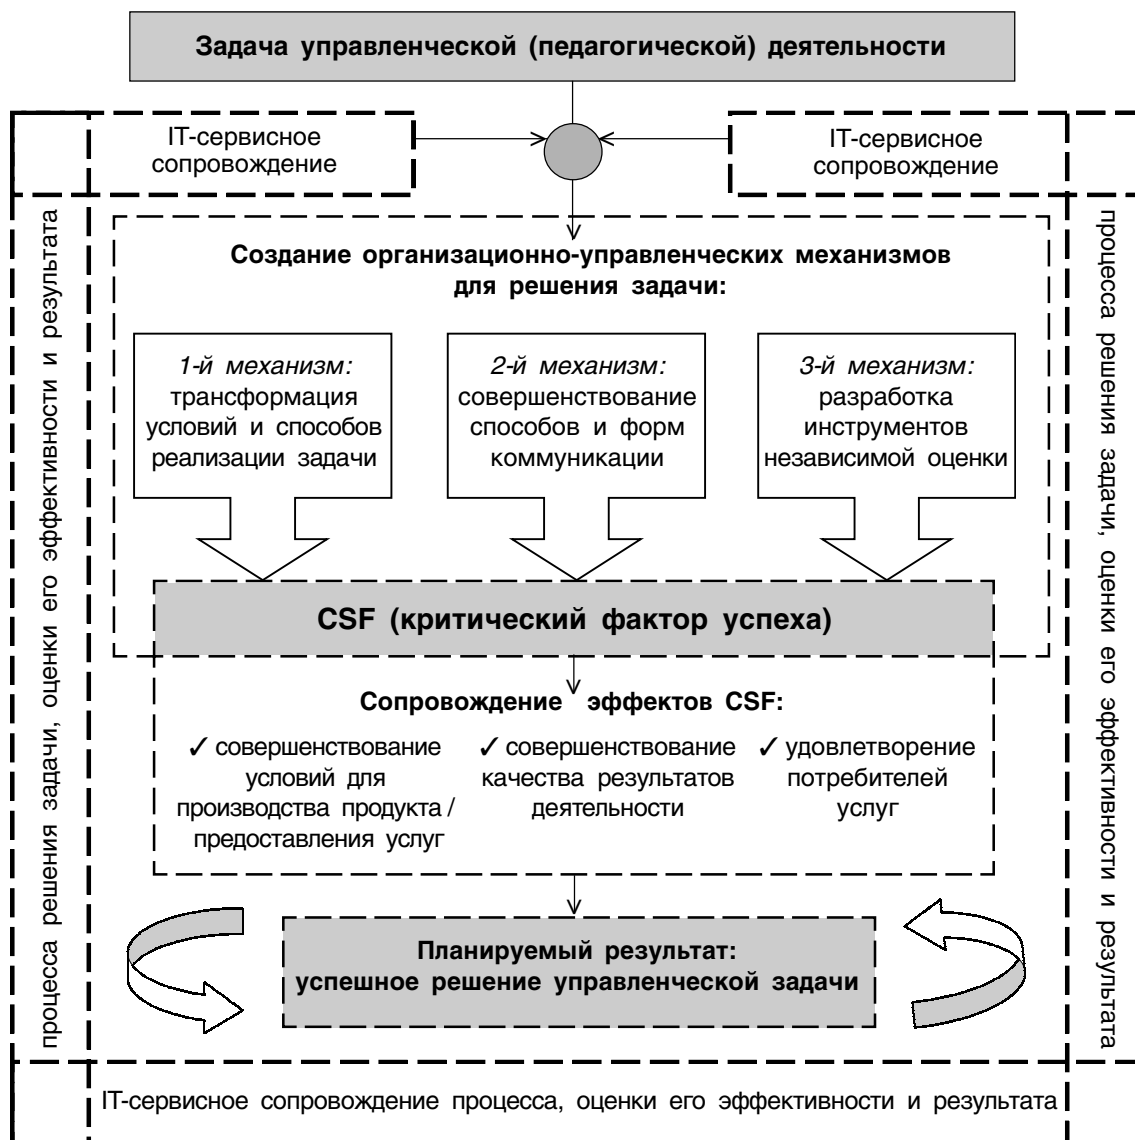 Задача управленческой (педагогической) деятельности
IT-сервисное
сопровождение
IT-сервисное
сопровождение
процесса решения задачи, оценки его эффективности и результата
Создание организационно-управленческих механизмов
для решения задачи:
1-й механизм:
трансформация
условий и способов
реализации задачи
2-й механизм:
совершенствование
способов и форм
коммуникации
3-й механизм:
разработка
инструментов
независимой оценки
CSF (критический фактор успеха)
Сопровождение эффектов CSF:
✓ совершенствование
условий для
производства продукта /
предоставления услуг
✓ совершенствование
качества результатов
деятельности
✓ удовлетворение
потребителей
услуг
Планируемый результат:
успешное решение управленческой задачи
процесса решения задачи, оценки его эффективности и результата
IT-сервисное сопровождение процесса, оценки его эффективности и результата